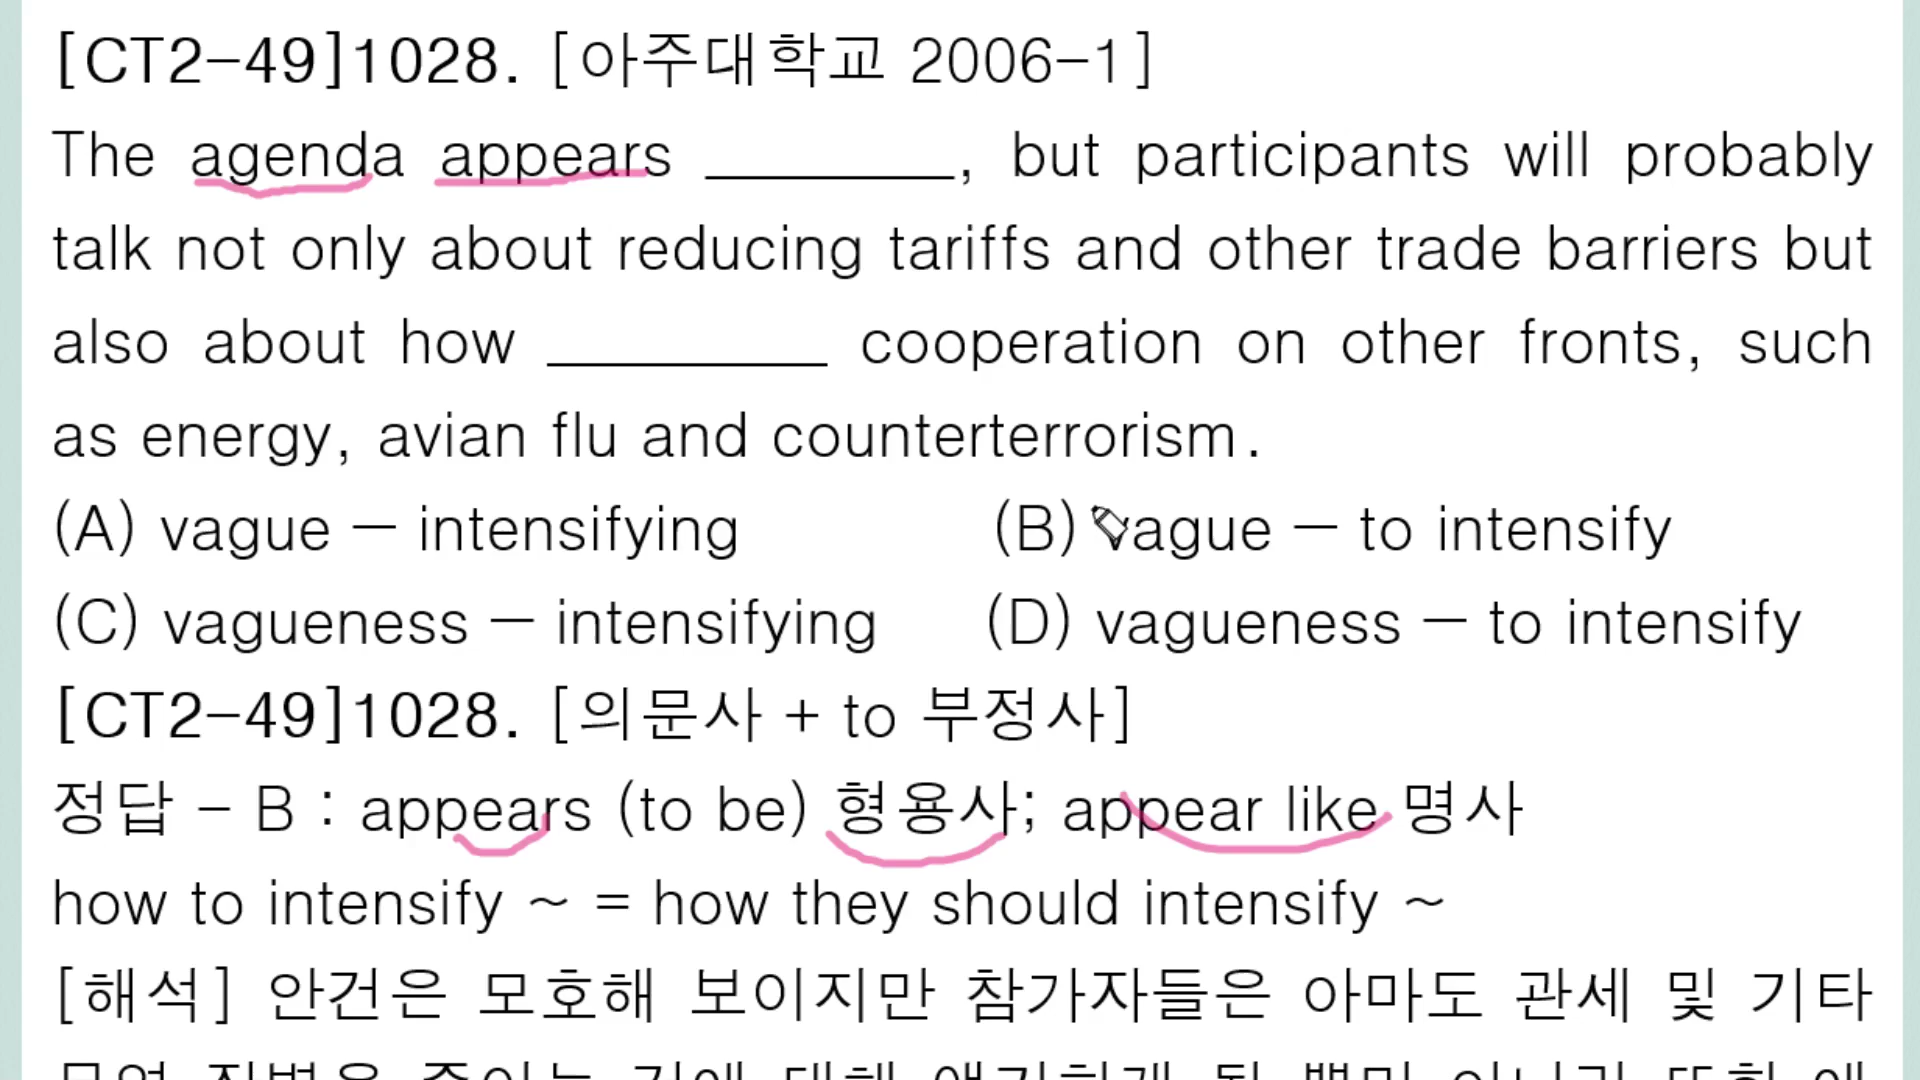 [CT2-49]1028. [아주대학교 2006-1]
The agenda appears ________, but participants will probably
talk not only about reducing tariffs and other trade barriers but
also about how _________ cooperation on other fronts, such
as energy, avian flu and counterterrorism.
(A) vague — intensifying (B) vague — to intensify
(C) vagueness — intensifying (D) vagueness — to intensify
[CT2-49]1028. [의문사 + to 부정사]
정답 - B : appears (to be) 형용사; appear like 명사
how to intensify ~ = how they should intensify ~
[해석] 안건은 모호해 보이지만 참가자들은 아마도 관세 및 기타